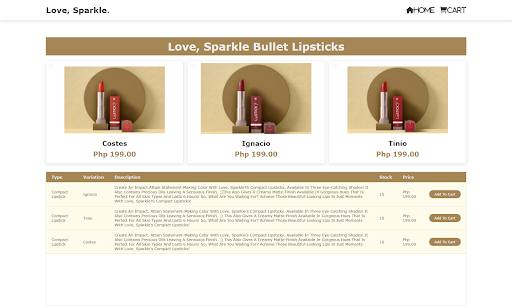 Love, Sparkle.
HOME CART
Love, Sparkle Bullet Lipsticks
Costes Ignacio Tinio
Php 199.00 Php 199.00 Php 199.00
Type Variation Description Stock Price
Create An Impact. Attain Statement-Making Color With Love, Sparkle's Compact Lipsticks, Available In Three Eye-Catching Shades! It
Compact Lipstick Ignacio Also Contains Precious Oils Leaving A Sensuous Finish. :) This Also Gives A Creamy Matte-Finish Available In Gorgeous Hues That Is 15 Php 199.00 Add To Cart
Perfect For All Skin Types And Lasts 6 Hours! So, What Are You Waiting For? Achieve Those Beautiful Looking Lips In Just Moments
With Love, Sparkle's Compact Lipsticks!
Create An Impact. Attain Statement-Making Color With Love, Sparkle's Compact Lipsticks, Available In Three Eye-Catching Shades! It
Compact Lipstick Tinio Also Contains Precious Oils Leaving A Sensuous Finish. :) This Also Gives A Creamy Matte-Finish Available In Gorgeous Hues That Is 10 Php 199.00 Add To Cart
Perfect For All Skin Types And Lasts 6 Hours! So, What Are You Waiting For? Achieve Those Beautiful Looking Lips In Just Moments
With Love, Sparkle's Compact Lipsticks!
Create An Impact. Attain Statement-Making Color With Love, Sparkle's Compact Lipsticks, Available In Three Eye-Catching Shades! It
Compact Lipstick Costes Also Contains Precious Oils Leaving A Sensuous Finish. :) This Also Gives A Creamy Matte-Finish Available In Gorgeous Hues That Is 10 Php 199.00 Add To Cart
Perfect For All Skin Types And Lasts 6 Hours! So, What Are You Waiting For? Achieve Those Beautiful Looking Lips In Just Moments
With Love, Sparkle's Compact Lipsticks!